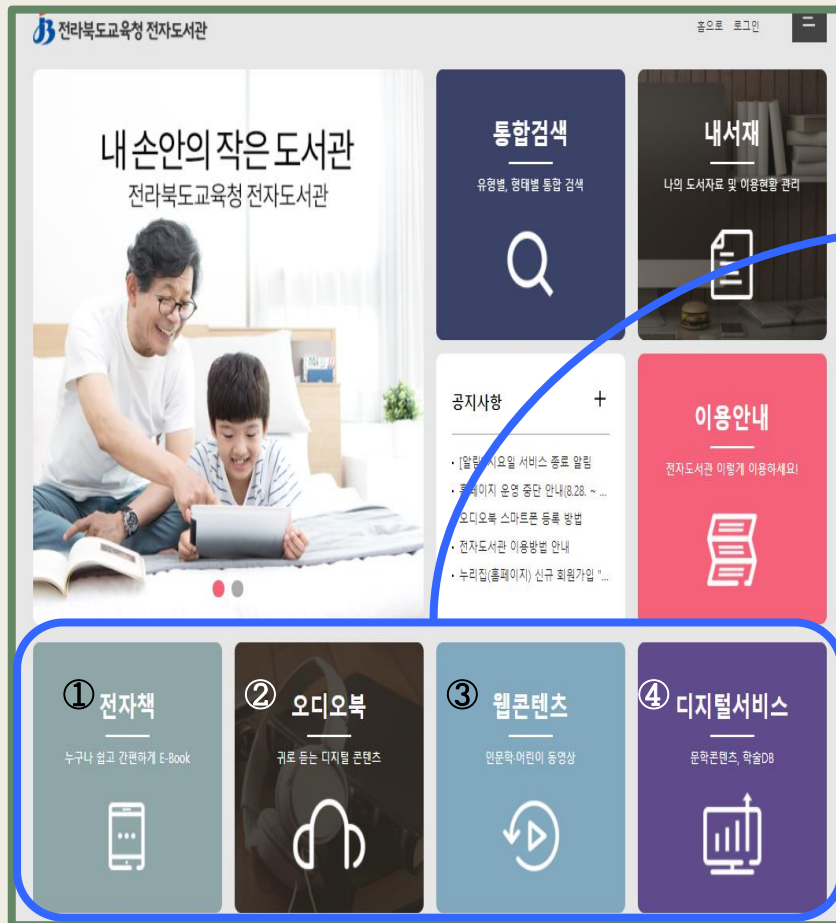 전라북도교육청 전자도서관
홈으로 로그인
내 손안의 작은 도서관
전라북도교육청 전자도서관
통합검색
유형별, 형태별 통합 검색
내서재
나의 도서자료 및 이용현황 관리
공지사항 +
• [알림] 지요일 서비스 종료 알림
• 홈페이지 운영 중단 안내(8.28. ~ ...
• 오디오북 스마트폰 등록 방법
• 전자도서관 이용방법 안내
• 누리집(홈페이지) 신규 회원가입 "...
이용안내
전자도서관 이렇게 이용하세요!
① 전자책
누구나 쉽고 간편하게 E-Book
② 오디오북
귀로 듣는 디지털 콘텐츠
③ 웹콘텐츠
인문학·어린이 동영상
④ 디지털서비스
문학콘텐츠, 학술DB